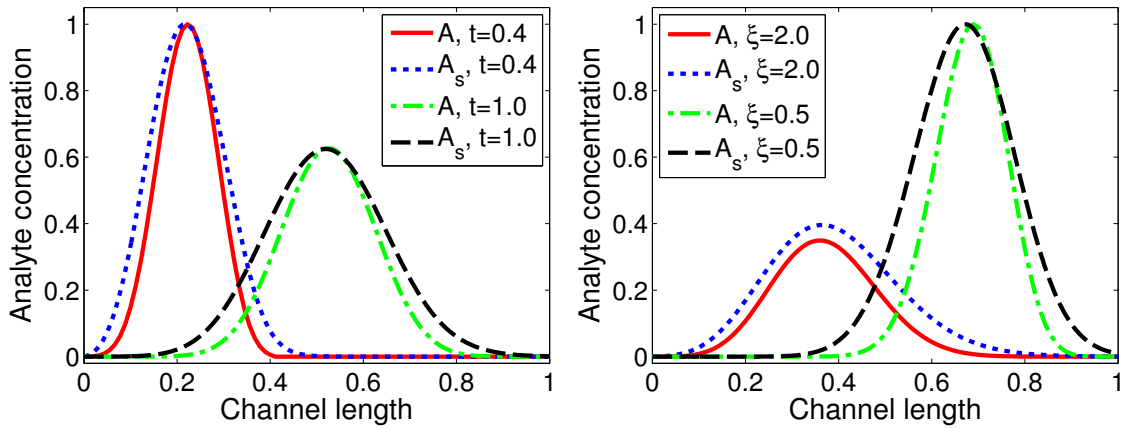 Analyte concentration
1
0.8
0.6
0.4
0.2
0
0 0.2 0.4 0.6 0.8 1
Channel length
A, t=0.4
A_s, t=0.4
A, t=1.0
A_s, t=1.0
Analyte concentration
1
0.8
0.6
0.4
0.2
0
0 0.2 0.4 0.6 0.8 1
Channel length
A, ξ=2.0
A_s, ξ=2.0
A, ξ=0.5
A_s, ξ=0.5